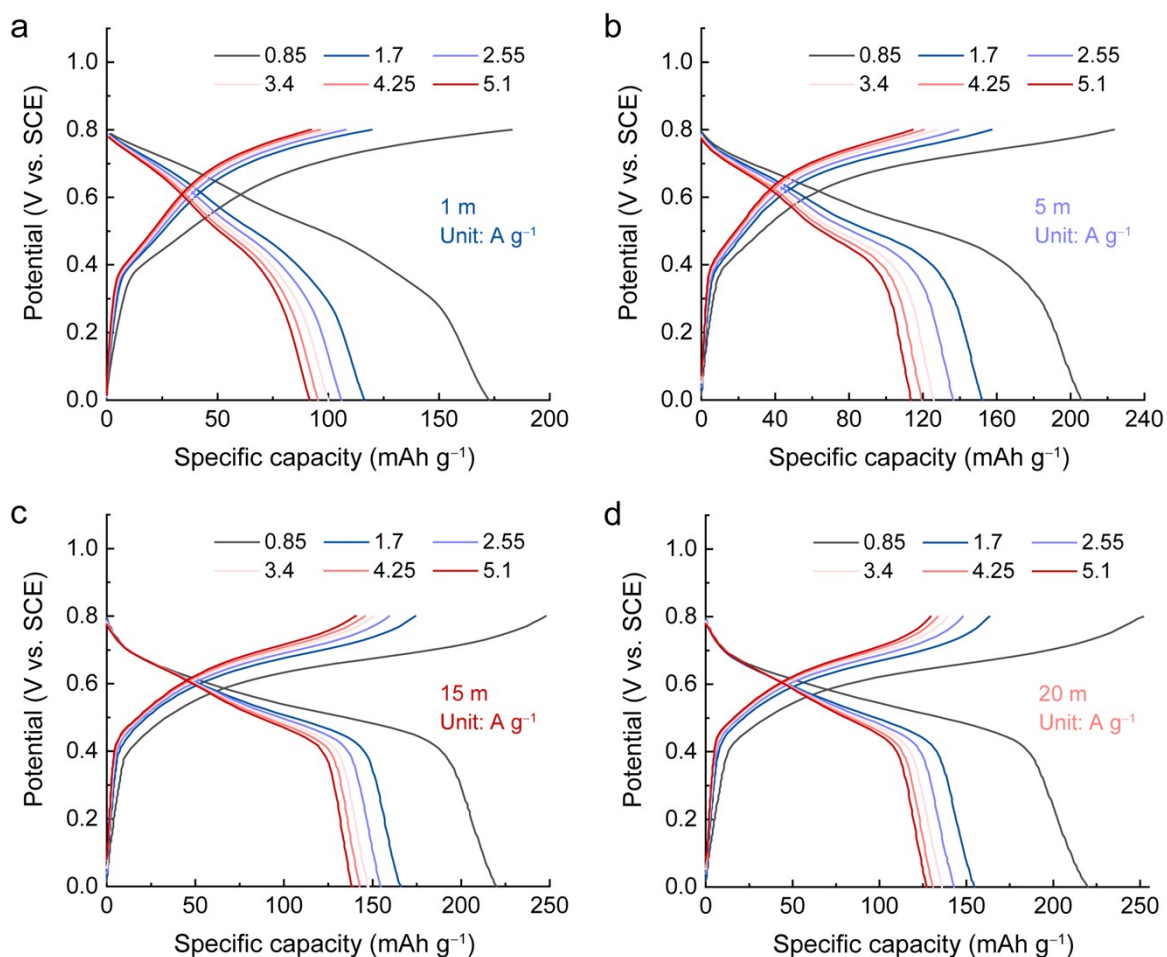 a
0.85 1.7 2.55
3.4 4.25 5.1
1.0
0.8
0.6
0.4
0.2
0.0
Potential (V vs. SCE)
1 m
Unit: A g⁻¹
0 50 100 150 200
Specific capacity (mAh g⁻¹)
b
0.85 1.7 2.55
3.4 4.25 5.1
1.0
0.8
0.6
0.4
0.2
0.0
Potential (V vs. SCE)
5 m
Unit: A g⁻¹
0 40 80 120 160 200 240
Specific capacity (mAh g⁻¹)
c
0.85 1.7 2.55
3.4 4.25 5.1
1.0
0.8
0.6
0.4
0.2
0.0
Potential (V vs. SCE)
15 m
Unit: A g⁻¹
0 50 100 150 200 250
Specific capacity (mAh g⁻¹)
d
0.85 1.7 2.55
3.4 4.25 5.1
1.0
0.8
0.6
0.4
0.2
0.0
Potential (V vs. SCE)
20 m
Unit: A g⁻¹
0 50 100 150 200 250
Specific capacity (mAh g⁻¹)